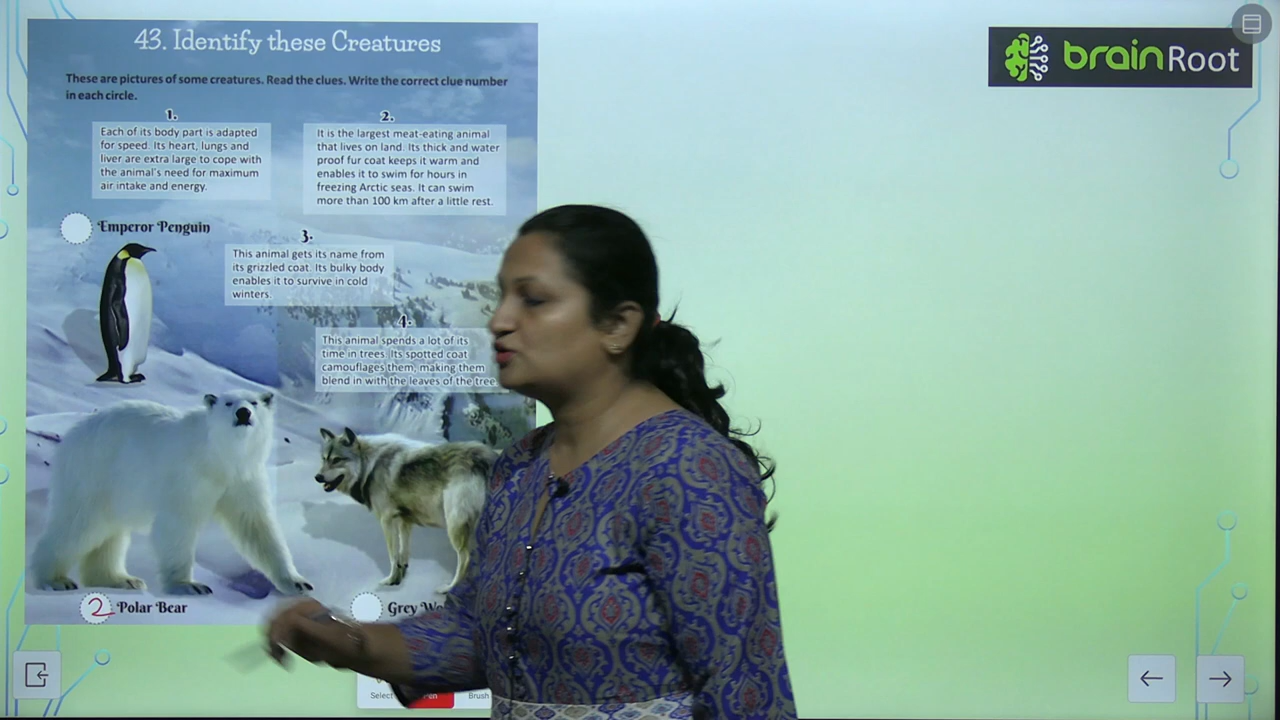 43. Identify these Creatures
These are pictures of some creatures. Read the clues. Write the correct clue number
in each circle.
1.
Each of its body part is adapted
for speed. Its heart, lungs and
liver are extra large to cope with
the animal's need for maximum
air intake and energy.
2.
It is the largest meat-eating animal
that lives on land. Its thick and water
proof fur coat keeps it warm and
enables it to swim for hours in
freezing Arctic seas. It can swim
more than 100 km after a little rest.
Emperor Penguin
3.
This animal gets its name from
its grizzled coat. Its bulky body
enables it to survive in cold
winters.
4.
This animal spends a lot of its
time in trees. Its spotted coat
camouflages them, making them
blend in with the leaves of the tree
2 Polar Bear
Grey
Select
Brush
brainRoot